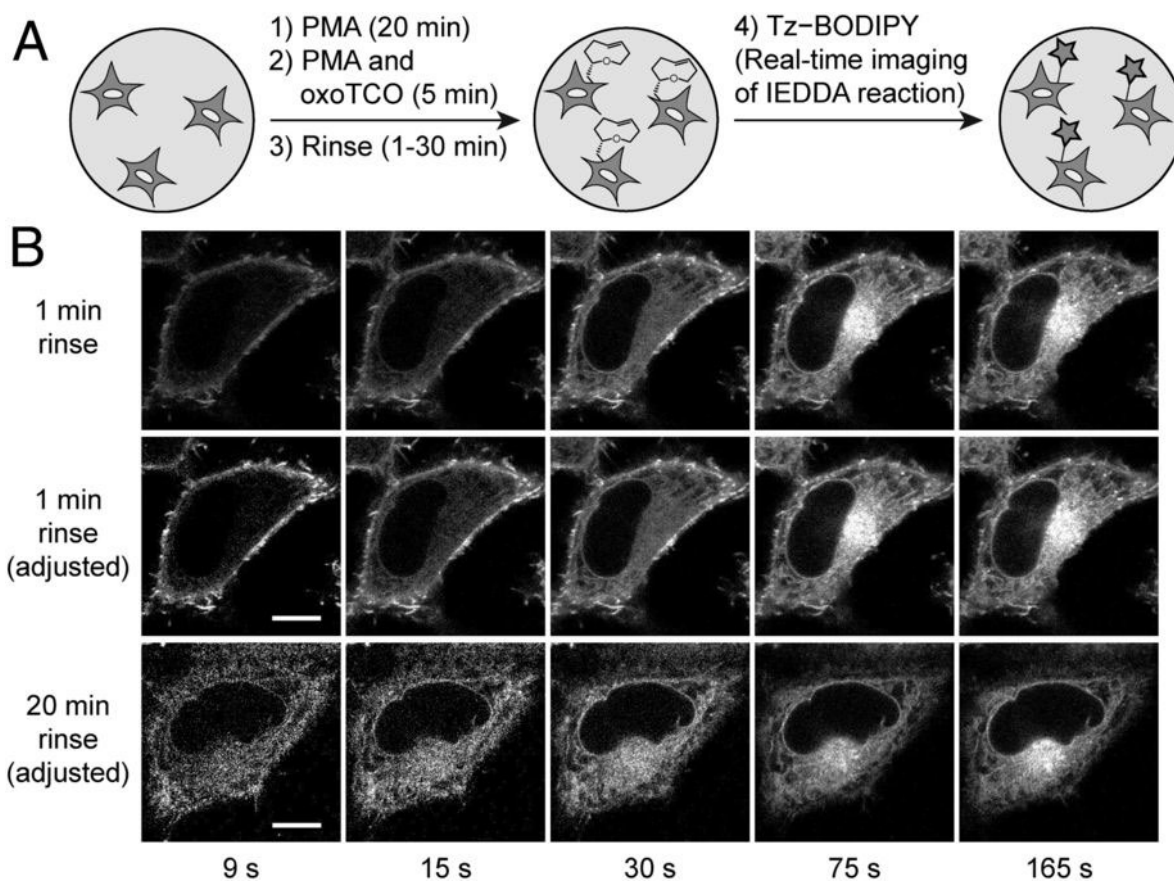 A
1) PMA (20 min)
2) PMA and
oxoTCO (5 min)
3) Rinse (1-30 min)
O
O
O
4) Tz−BODIPY
(Real-time imaging
of IEDDA reaction)
B
1 min
rinse
1 min
rinse
(adjusted)
20 min
rinse
(adjusted)
9 s
15 s
30 s
75 s
165 s